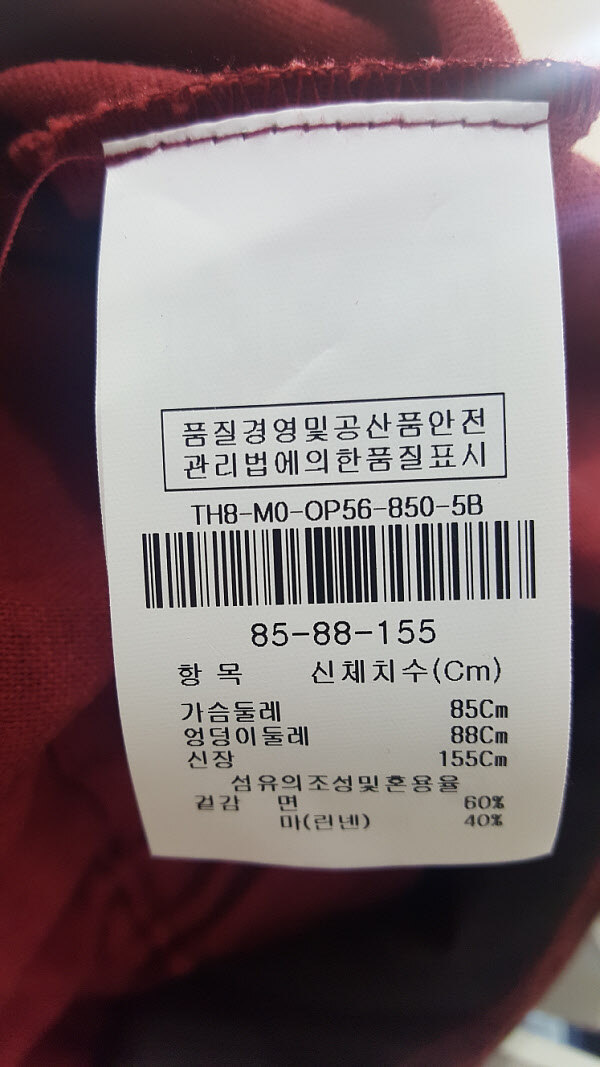 품질경영및공산품안전
관리법에의한품질표시
TH8-M0-OP56-850-5B
85-88-155
항 목 신체치수(Cm)
가슴둘레 85Cm
엉덩이둘레 88Cm
신장 155Cm
섬유의조성및혼용율
겉감 면 60%
마(린넨) 40%